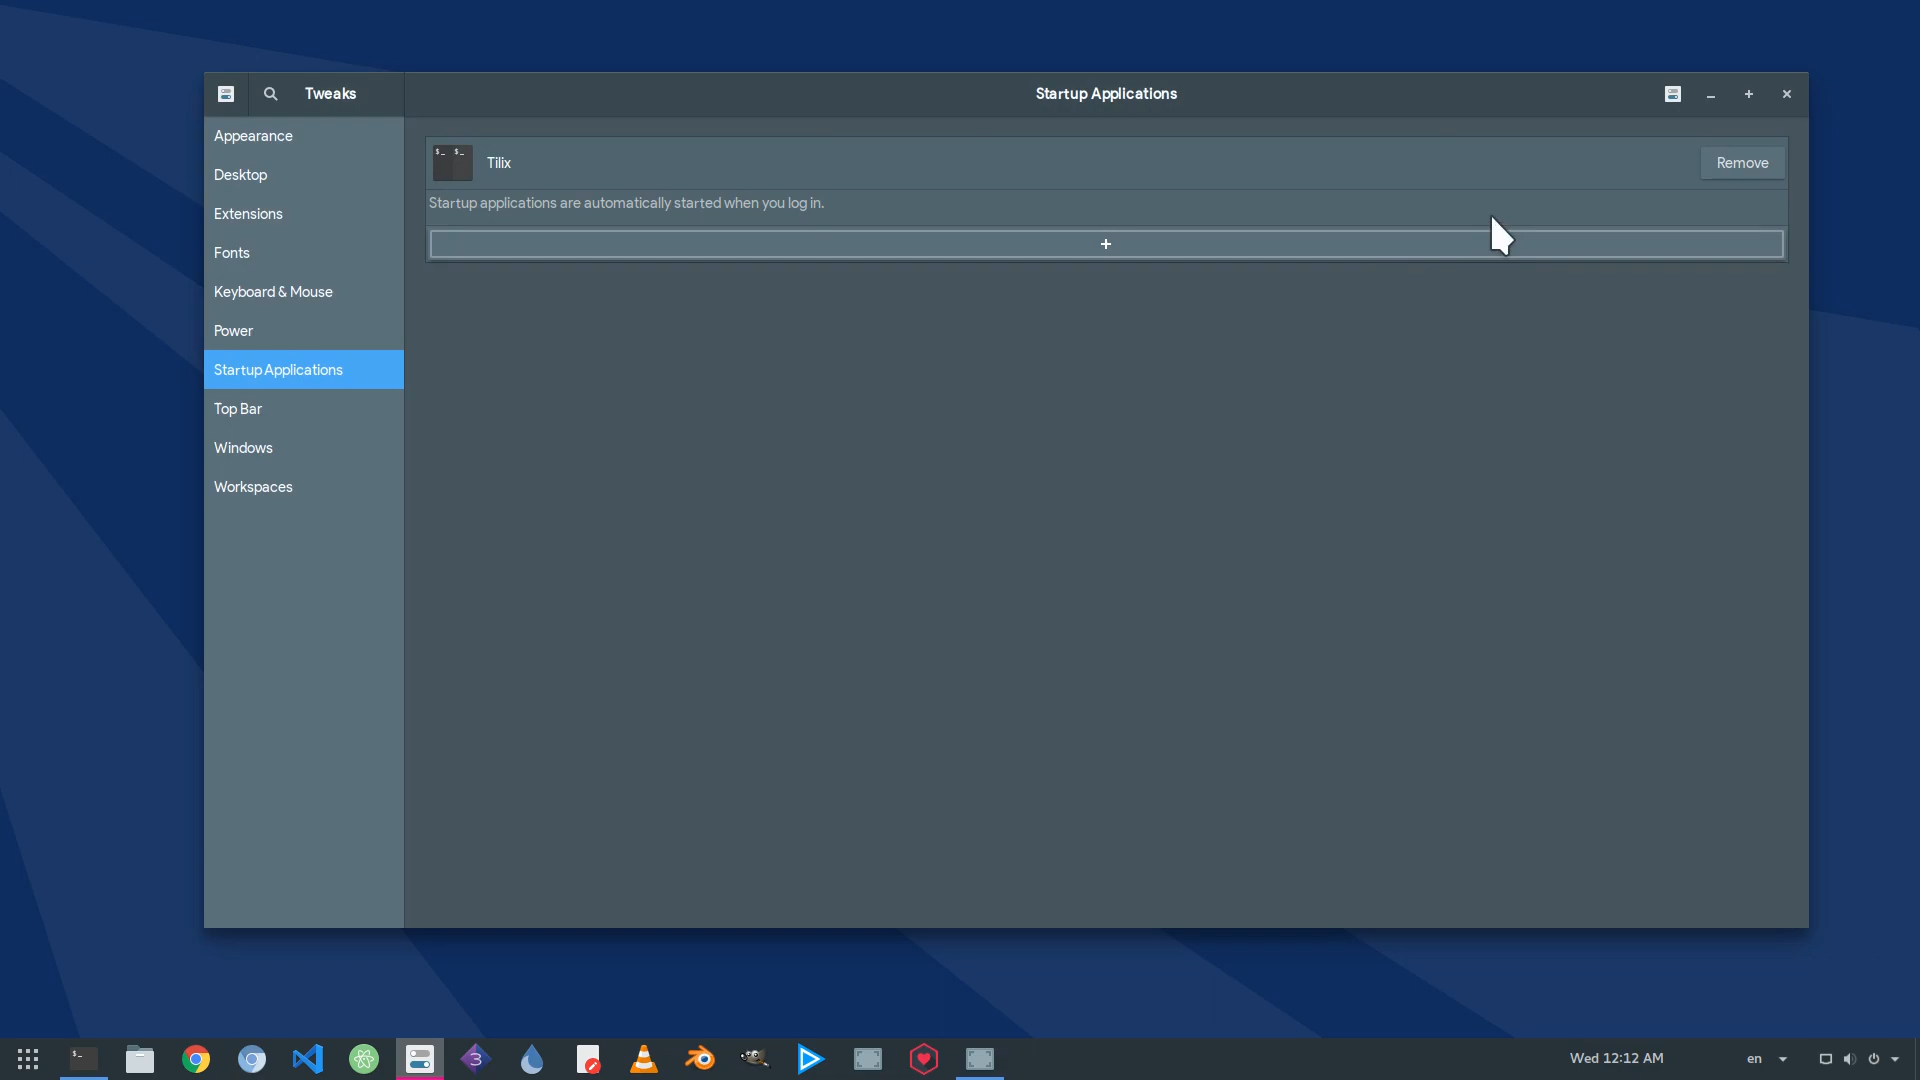 Tweaks
Startup Applications
Appearance
Desktop
Extensions
Fonts
Keyboard & Mouse
Power
Startup Applications
Top Bar
Windows
Workspaces
$_ $_
Tilix
Remove
Startup applications are automatically started when you log in.
+
$_
3
Wed 12:12 AM
en